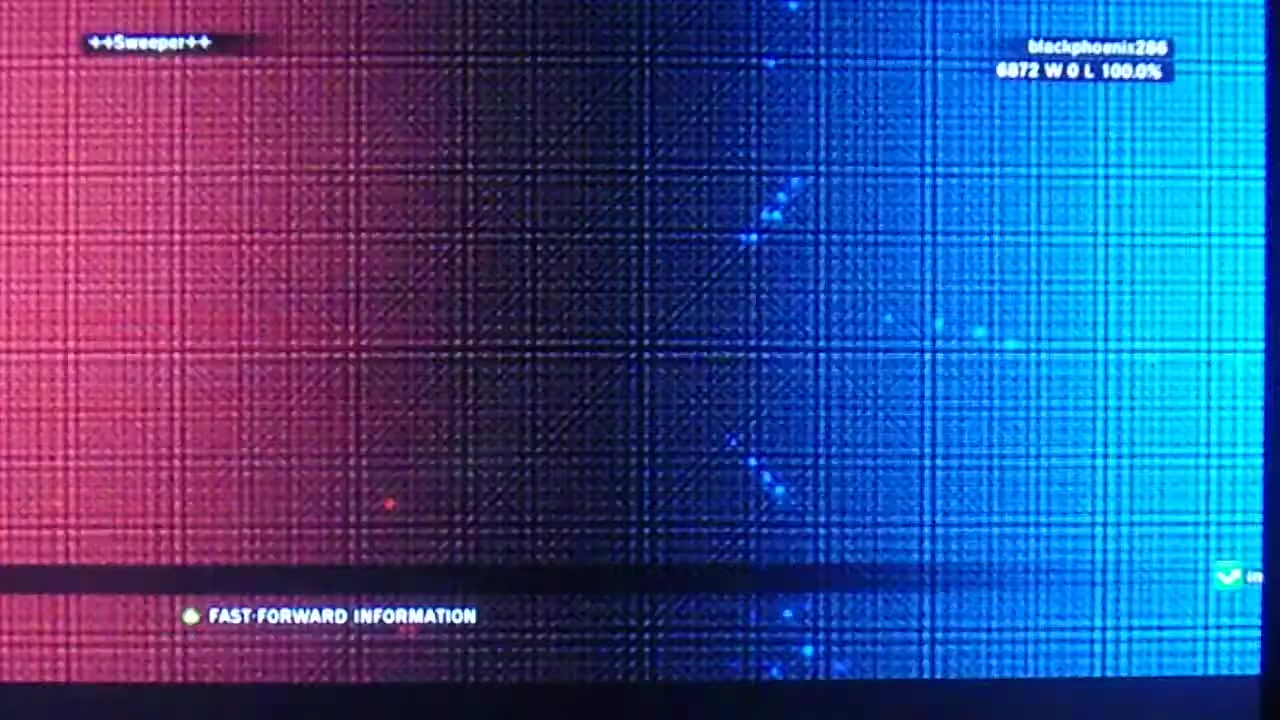 ++Sweeper++
blackphoenix286
6872 W 0 L 100.0%
FAST-FORWARD INFORMATION